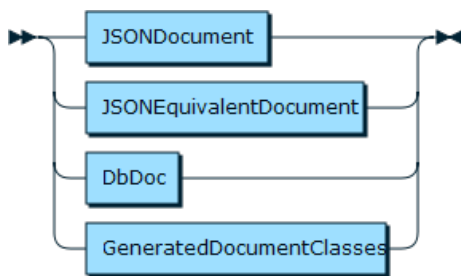 JSONDocument
JSONEquivalentDocument
DbDoc
GeneratedDocumentClasses